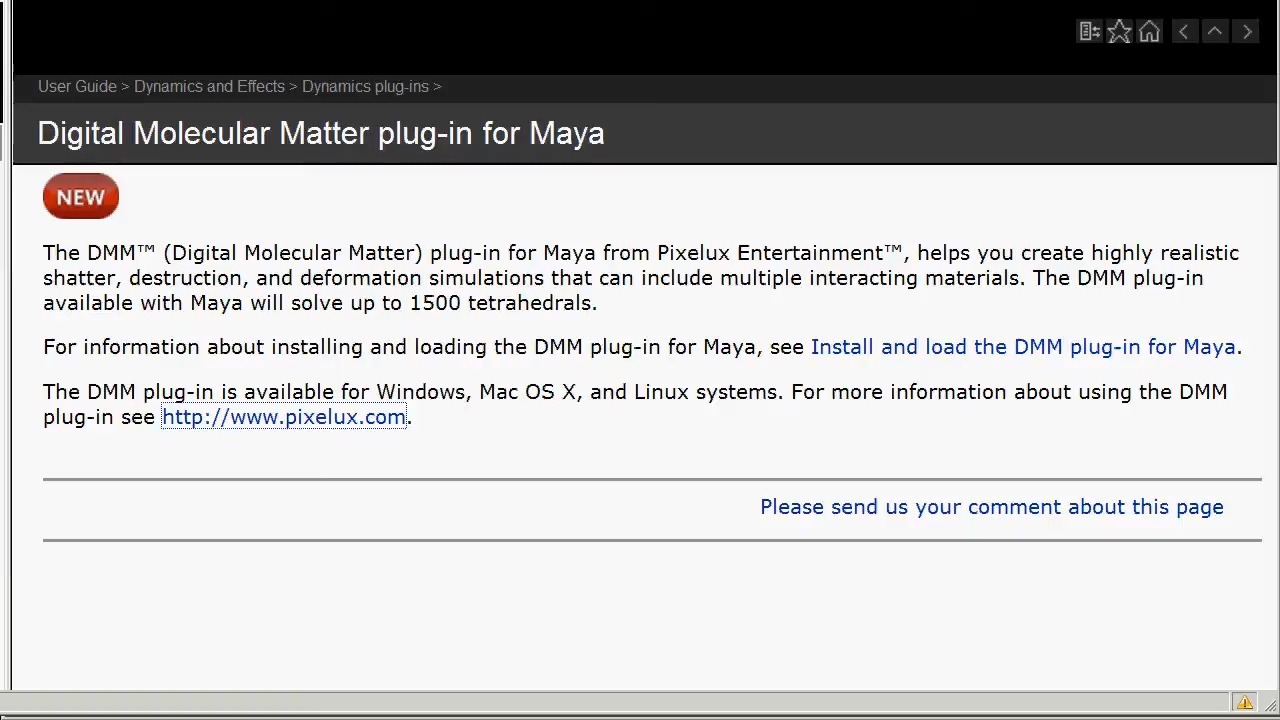 User Guide > Dynamics and Effects > Dynamics plug-ins >
Digital Molecular Matter plug-in for Maya
NEW
The DMM™ (Digital Molecular Matter) plug-in for Maya from Pixelux Entertainment™, helps you create highly realistic
shatter, destruction, and deformation simulations that can include multiple interacting materials. The DMM plug-in
available with Maya will solve up to 1500 tetrahedrals.
For information about installing and loading the DMM plug-in for Maya, see Install and load the DMM plug-in for Maya.
The DMM plug-in is available for Windows, Mac OS X, and Linux systems. For more information about using the DMM
plug-in see http://www.pixelux.com.
Please send us your comment about this page